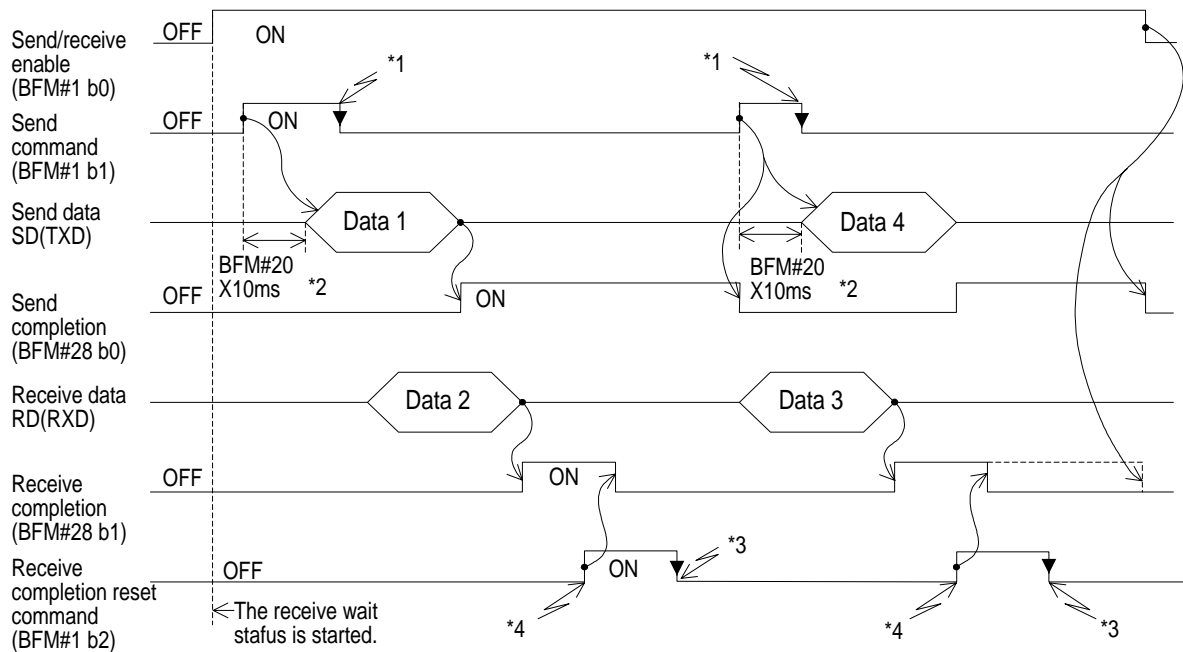 Send/receive
enable
(BFM#1 b0)
OFF
ON
*1
*1
Send
command
(BFM#1 b1)
OFF
ON
Send data
SD(TXD)
Data 1
Data 4
BFM#20
X10ms *2
BFM#20
X10ms *2
Send
completion
(BFM#28 b0)
OFF
ON
Receive data
RD(RXD)
Data 2
Data 3
Receive
completion
(BFM#28 b1)
OFF
ON
Receive
completion reset
command
(BFM#1 b2)
OFF
ON
*3
*4
*4
*3
The receive wait
stafus is started.